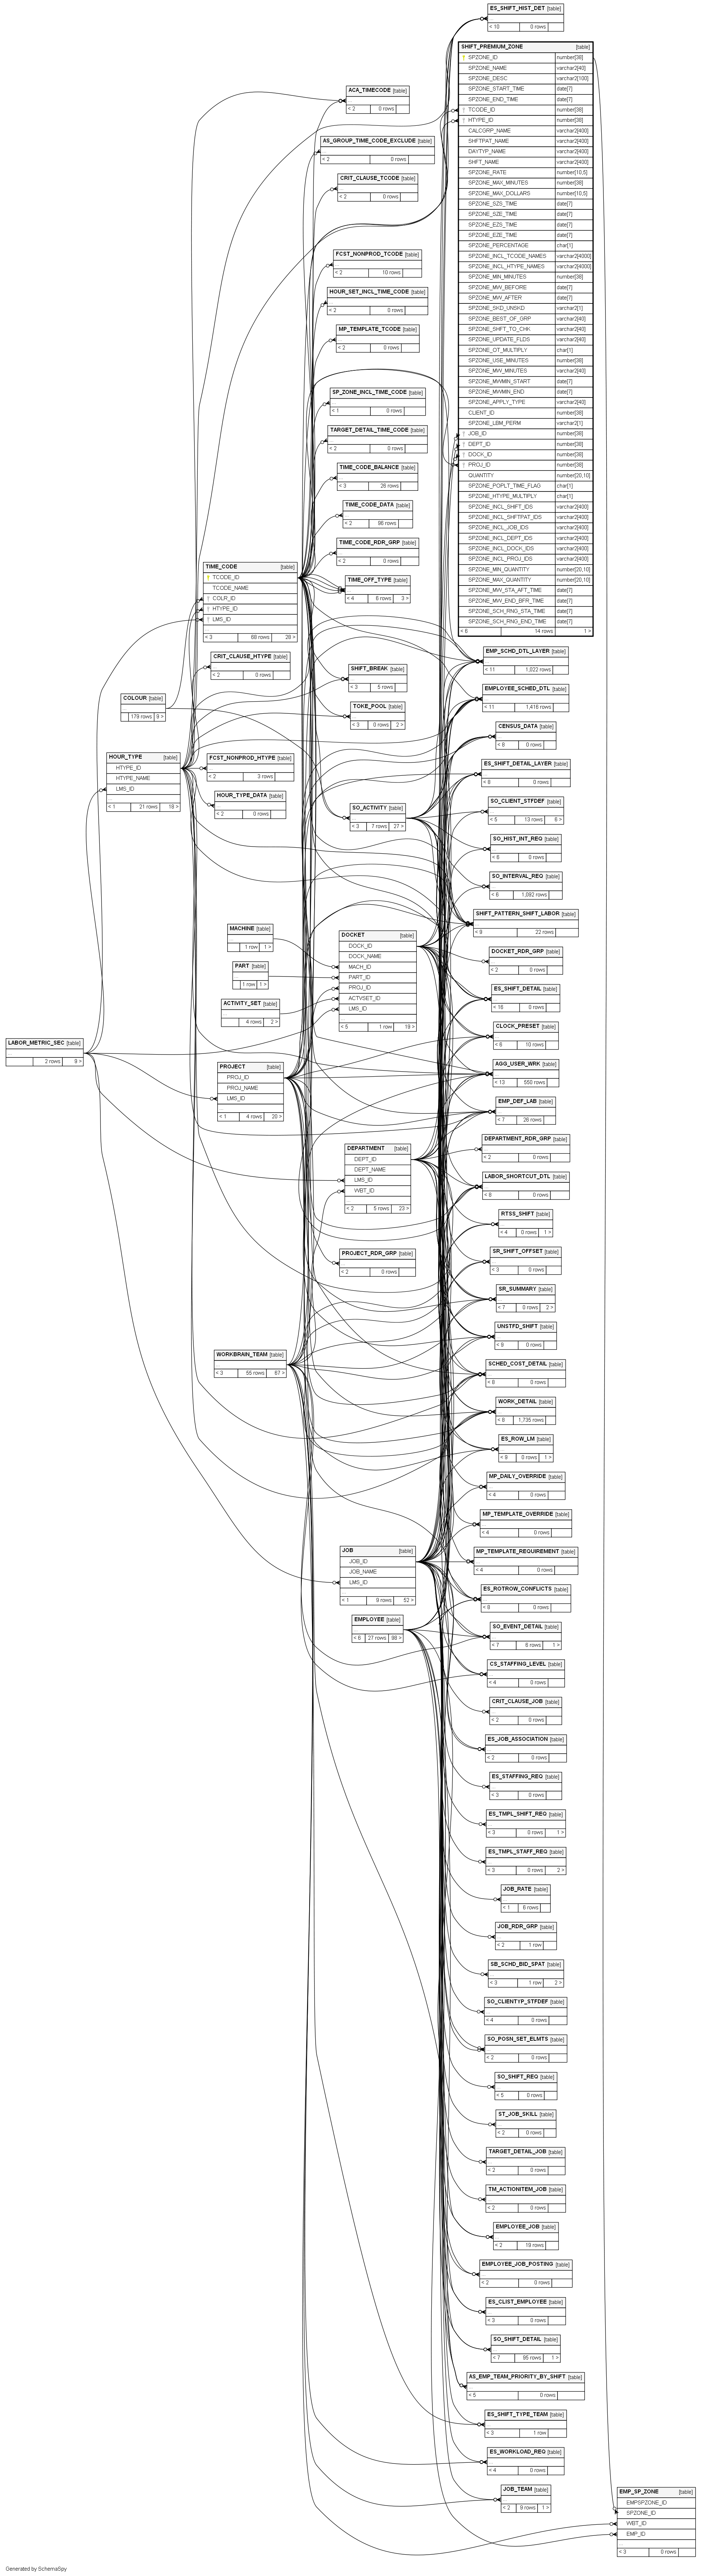 ES_SHIFT_HIST_DET [table]
...
< 10 0 rows
SHIFT_PREMIUM_ZONE [table]
SPZONE_ID number[38]
SPZONE_NAME varchar2[40]
SPZONE_DESC varchar2[100]
SPZONE_START_TIME date[7]
SPZONE_END_TIME date[7]
TCODE_ID number[38]
HTYPE_ID number[38]
CALCGRP_NAME varchar2[400]
SHFTPAT_NAME varchar2[400]
DAYTYP_NAME varchar2[400]
SHFT_NAME varchar2[400]
SPZONE_RATE number[10,5]
SPZONE_MAX_MINUTES number[38]
SPZONE_MAX_DOLLARS number[10,5]
SPZONE_SZS_TIME date[7]
SPZONE_SZE_TIME date[7]
SPZONE_EZS_TIME date[7]
SPZONE_EZE_TIME date[7]
SPZONE_PERCENTAGE char[1]
SPZONE_INCL_TCODE_NAMES varchar2[4000]
SPZONE_INCL_HTYPE_NAMES varchar2[4000]
SPZONE_MIN_MINUTES number[38]
SPZONE_MW_BEFORE date[7]
SPZONE_MW_AFTER date[7]
SPZONE_SKD_UNSKD varchar2[1]
SPZONE_BEST_OF_GRP varchar2[40]
SPZONE_SHFT_TO_CHK varchar2[40]
SPZONE_UPDATE_FLDS varchar2[40]
SPZONE_OT_MULTIPLY char[1]
SPZONE_USE_MINUTES number[38]
SPZONE_MW_MINUTES varchar2[40]
SPZONE_MWMIN_START date[7]
SPZONE_MWMIN_END date[7]
SPZONE_APPLY_TYPE varchar2[40]
CLIENT_ID number[38]
SPZONE_LBM_PERM varchar2[1]
JOB_ID number[38]
DEPT_ID number[38]
DOCK_ID number[38]
PROJ_ID number[38]
QUANTITY number[20,10]
SPZONE_POPLT_TIME_FLAG char[1]
SPZONE_HTYPE_MULTIPLY char[1]
SPZONE_INCL_SHIFT_IDS varchar2[400]
SPZONE_INCL_SHFTPAT_IDS varchar2[400]
SPZONE_INCL_JOB_IDS varchar2[400]
SPZONE_INCL_DEPT_IDS varchar2[400]
SPZONE_INCL_DOCK_IDS varchar2[400]
SPZONE_INCL_PROJ_IDS varchar2[400]
SPZONE_MIN_QUANTITY number[20,10]
SPZONE_MAX_QUANTITY number[20,10]
SPZONE_MW_STA_AFT_TIME date[7]
SPZONE_MW_END_BFR_TIME date[7]
SPZONE_SCH_RNG_STA_TIME date[7]
SPZONE_SCH_RNG_END_TIME date[7]
< 6 14 rows 1 >
ACA_TIMECODE [table]
...
< 2 0 rows
AS_GROUP_TIME_CODE_EXCLUDE [table]
...
< 2 0 rows
CRIT_CLAUSE_TCODE [table]
...
< 2 0 rows
FCST_NONPROD_TCODE [table]
...
< 2 10 rows
HOUR_SET_INCL_TIME_CODE [table]
...
< 2 0 rows
MP_TEMPLATE_TCODE [table]
...
< 2 0 rows
SP_ZONE_INCL_TIME_CODE [table]
...
< 1 0 rows
TARGET_DETAIL_TIME_CODE [table]
...
< 2 0 rows
TIME_CODE_BALANCE [table]
...
< 3 26 rows
TIME_CODE_DATA [table]
...
< 2 96 rows
TIME_CODE_RDR_GRP [table]
...
< 2 0 rows
TIME_OFF_TYPE [table]
...
< 4 6 rows 3 >
TIME_CODE [table]
TCODE_ID
TCODE_NAME
COLR_ID
HTYPE_ID
LMS_ID
...
< 3 68 rows 28 >
CRIT_CLAUSE_HTYPE [table]
...
< 2 0 rows
SHIFT_BREAK [table]
...
< 3 5 rows
TOKE_POOL [table]
...
< 3 0 rows 2 >
COLOUR [table]
...
178 rows 8 >
HOUR_TYPE [table]
HTYPE_ID
HTYPE_NAME
LMS_ID
...
< 1 21 rows 18 >
FCST_NONPROD_HTYPE [table]
...
< 2 3 rows
HOUR_TYPE_DATA [table]
...
< 2 0 rows
SO_ACTIVITY [table]
...
< 3 7 rows 27 >
EMP_SCHD_DTL_LAYER [table]
...
< 11 1,022 rows
EMPLOYEE_SCHED_DTL [table]
...
< 11 1,416 rows
CENSUS_DATA [table]
...
< 8 0 rows
ES_SHIFT_DETAIL_LAYER [table]
...
< 8 0 rows
SO_CLIENT_STFDEF [table]
...
< 5 13 rows 6 >
SO_HIST_INT_REQ [table]
...
< 6 0 rows
SO_INTERVAL_REQ [table]
...
< 6 1,092 rows
SHIFT_PATTERN_SHIFT_LABOR [table]
...
< 9 22 rows
DOCKET_RDR_GRP [table]
...
< 2 0 rows
ES_SHIFT_DETAIL [table]
...
< 16 0 rows
CLOCK_PRESET [table]
...
< 6 10 rows
AGG_USER_WRK [table]
...
< 13 550 rows
EMP_DEF_LAB [table]
...
< 7 26 rows
DEPARTMENT_RDR_GRP [table]
...
< 2 0 rows
LABOR_SHORTCUT_DTL [table]
...
< 8 0 rows
RTSS_SHIFT [table]
...
< 4 0 rows 1 >
SR_SHIFT_OFFSET [table]
...
< 3 0 rows
SR_SUMMARY [table]
...
< 7 0 rows 2 >
UNSTFD_SHIFT [table]
...
< 9 0 rows
SCHED_COST_DETAIL [table]
...
< 8 0 rows
WORK_DETAIL [table]
...
< 8 1,735 rows
ES_ROW_LM [table]
...
< 9 0 rows 1 >
MACHINE [table]
...
1 row 1 >
PART [table]
...
1 row 1 >
ACTIVITY_SET [table]
...
4 rows 2 >
DOCKET [table]
DOCK_ID
DOCK_NAME
MACH_ID
PART_ID
PROJ_ID
ACTVSET_ID
LMS_ID
...
< 5 1 row 19 >
LABOR_METRIC_SEC [table]
...
2 rows 9 >
PROJECT [table]
PROJ_ID
PROJ_NAME
LMS_ID
...
< 1 4 rows 20 >
DEPARTMENT [table]
DEPT_ID
DEPT_NAME
LMS_ID
WBT_ID
...
< 2 5 rows 23 >
PROJECT_RDR_GRP [table]
...
< 2 0 rows
WORKBRAIN_TEAM [table]
...
< 3 55 rows 67 >
MP_DAILY_OVERRIDE [table]
...
< 4 0 rows
MP_TEMPLATE_OVERRIDE [table]
...
< 4 0 rows
JOB [table]
JOB_ID
JOB_NAME
LMS_ID
...
< 1 9 rows 52 >
EMPLOYEE [table]
...
< 6 27 rows 98 >
MP_TEMPLATE_REQUIREMENT [table]
...
< 4 0 rows
ES_ROTROW_CONFLICTS [table]
...
< 8 0 rows
SO_EVENT_DETAIL [table]
...
< 7 6 rows 1 >
CS_STAFFING_LEVEL [table]
...
< 4 0 rows
CRIT_CLAUSE_JOB [table]
...
< 2 0 rows
ES_JOB_ASSOCIATION [table]
...
< 2 0 rows
ES_STAFFING_REQ [table]
...
< 3 0 rows
ES_TMPL_SHIFT_REQ [table]
...
< 3 0 rows 1 >
ES_TMPL_STAFF_REQ [table]
...
< 3 0 rows 2 >
JOB_RATE [table]
...
< 1 6 rows
JOB_RDR_GRP [table]
...
< 2 1 row
SB_SCHD_BID_SPAT [table]
...
< 3 1 row 2 >
SO_CLIENTYP_STFDEF [table]
...
< 4 0 rows
SO_POSN_SET_ELMTS [table]
...
< 2 0 rows
SO_SHIFT_REQ [table]
...
< 5 0 rows
ST_JOB_SKILL [table]
...
< 2 0 rows
TARGET_DETAIL_JOB [table]
...
< 2 0 rows
TM_ACTIONITEM_JOB [table]
...
< 2 0 rows
EMPLOYEE_JOB [table]
...
< 2 19 rows
EMPLOYEE_JOB_POSTING [table]
...
< 2 0 rows
ES_CLIST_EMPLOYEE [table]
...
< 3 0 rows
SO_SHIFT_DETAIL [table]
...
< 7 95 rows 1 >
AS_EMP_TEAM_PRIORITY_BY_SHIFT [table]
...
< 5 0 rows
ES_SHIFT_TYPE_TEAM [table]
...
< 3 1 row
ES_WORKLOAD_REQ [table]
...
< 4 0 rows
JOB_TEAM [table]
...
< 2 9 rows 1 >
EMP_SP_ZONE [table]
EMPSPZONE_ID
SPZONE_ID
WBT_ID
EMP_ID
...
< 3 0 rows
Generated by SchemaSpy